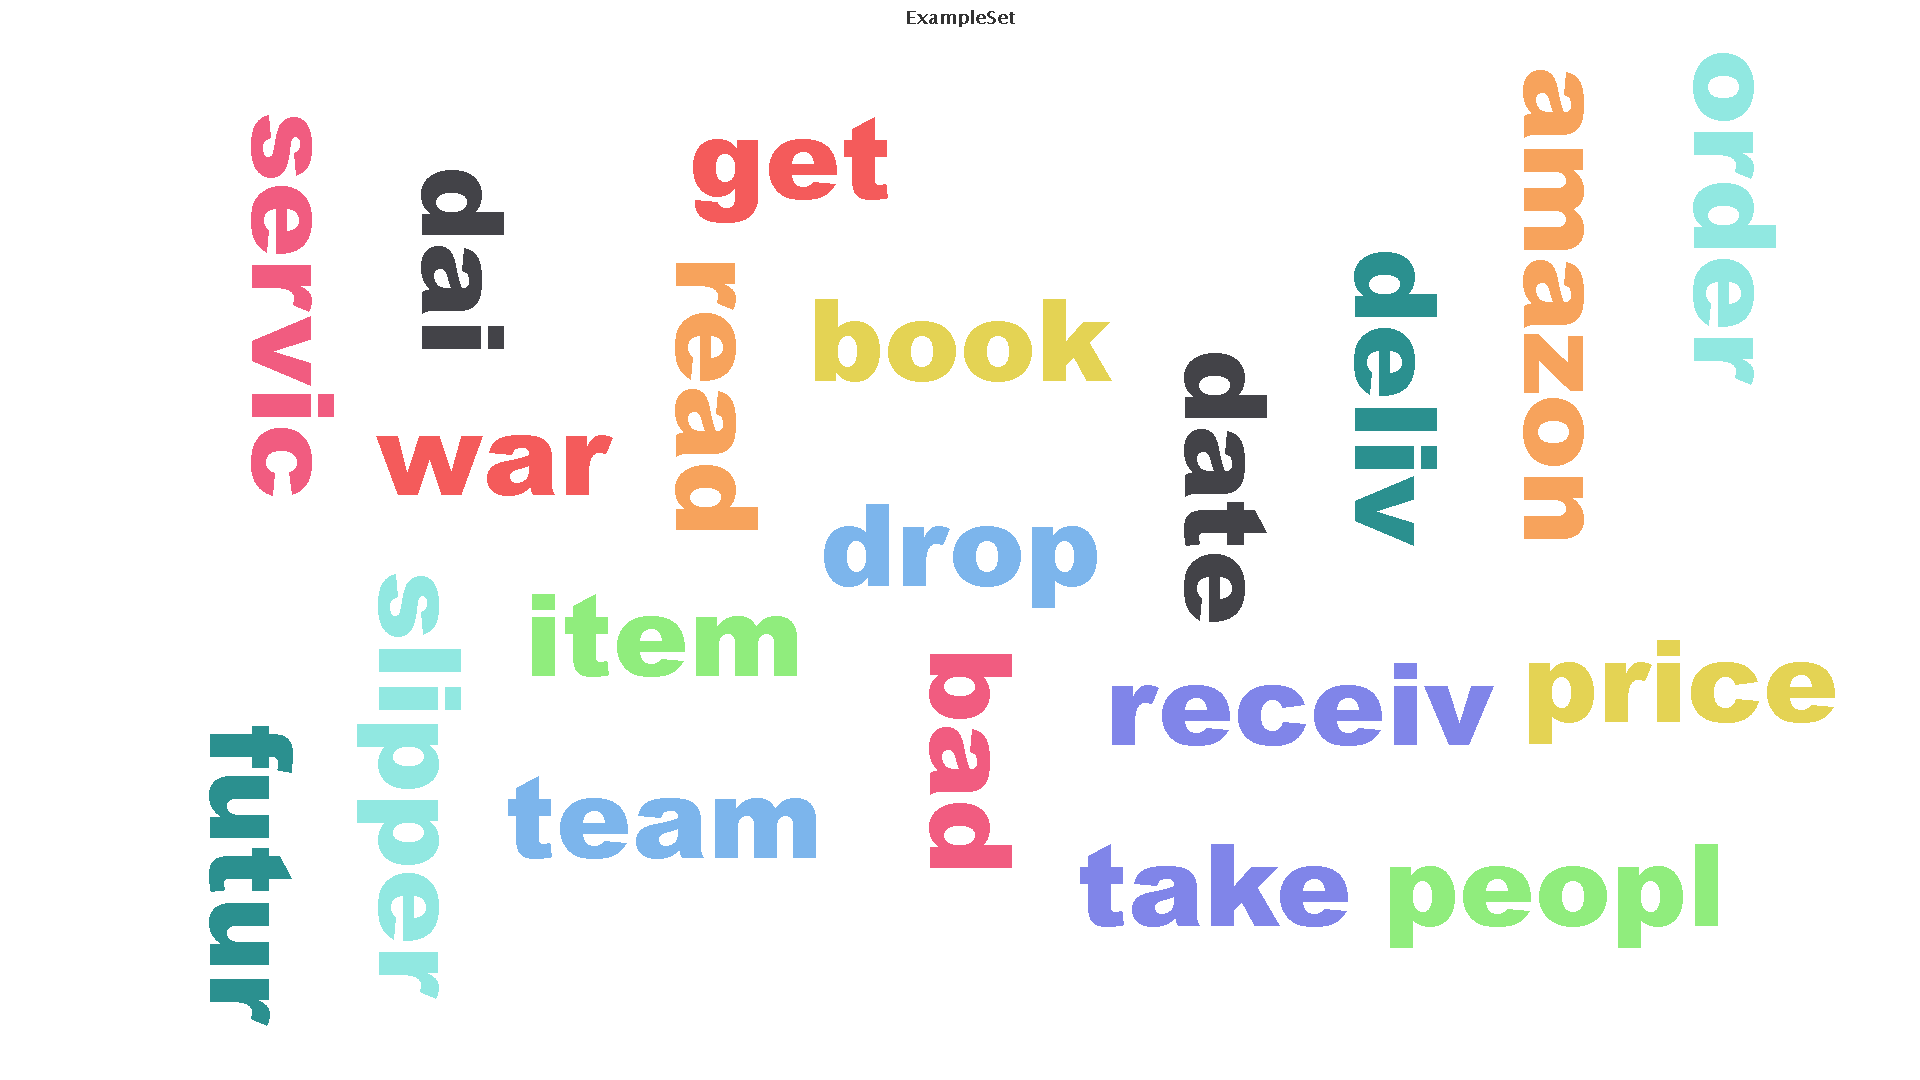 ExampleSet
servic
dai
get
read
book
war
amazon
order
deliv
date
drop
slipper
item
bad
receiv
price
futur
team
take
peopl